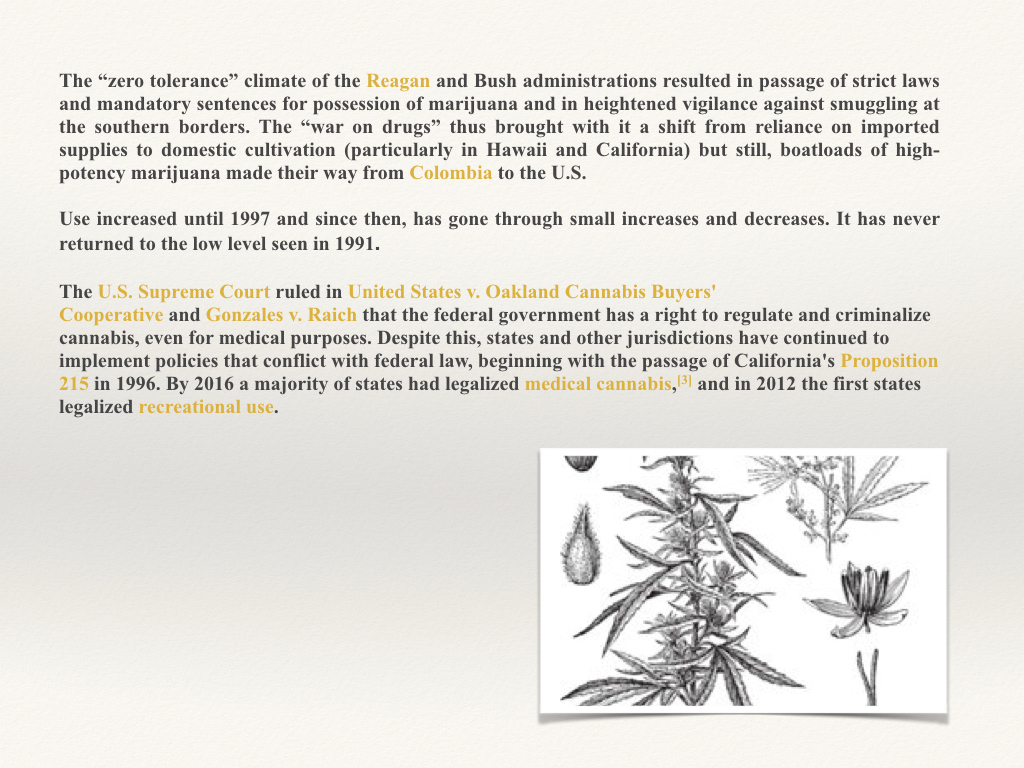 The “zero tolerance” climate of the Reagan and Bush administrations resulted in passage of strict laws
and mandatory sentences for possession of marijuana and in heightened vigilance against smuggling at
the southern borders. The “war on drugs” thus brought with it a shift from reliance on imported
supplies to domestic cultivation (particularly in Hawaii and California) but still, boatloads of high-
potency marijuana made their way from Colombia to the U.S.
Use increased until 1997 and since then, has gone through small increases and decreases. It has never
returned to the low level seen in 1991.
The U.S. Supreme Court ruled in United States v. Oakland Cannabis Buyers'
Cooperative and Gonzales v. Raich that the federal government has a right to regulate and criminalize
cannabis, even for medical purposes. Despite this, states and other jurisdictions have continued to
implement policies that conflict with federal law, beginning with the passage of California's Proposition
215 in 1996. By 2016 a majority of states had legalized medical cannabis,[3] and in 2012 the first states
legalized recreational use.